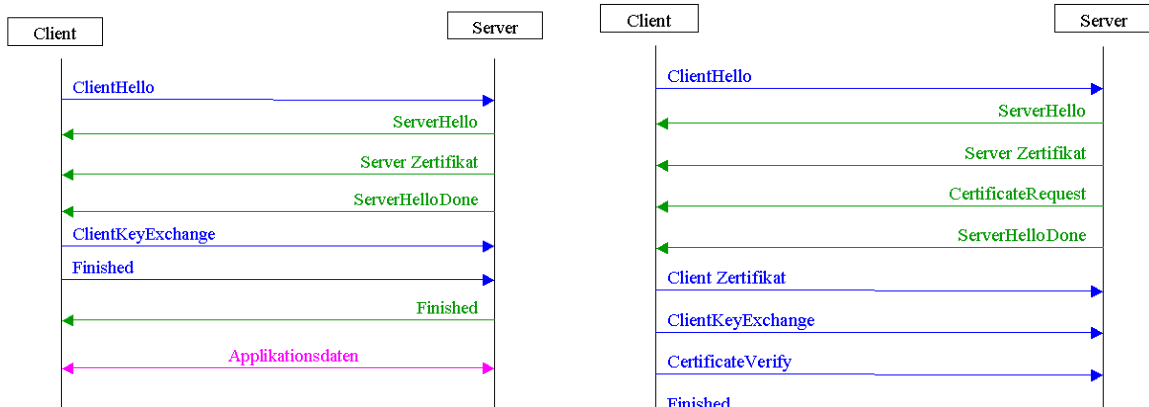 Client
Server
ClientHello
ServerHello
Server Zertifikat
ServerHelloDone
ClientKeyExchange
Finished
Finished
Applikationsdaten
Client
Server
ClientHello
ServerHello
Server Zertifikat
CertificateRequest
ServerHelloDone
Client Zertifikat
ClientKeyExchange
CertificateVerify
Finished